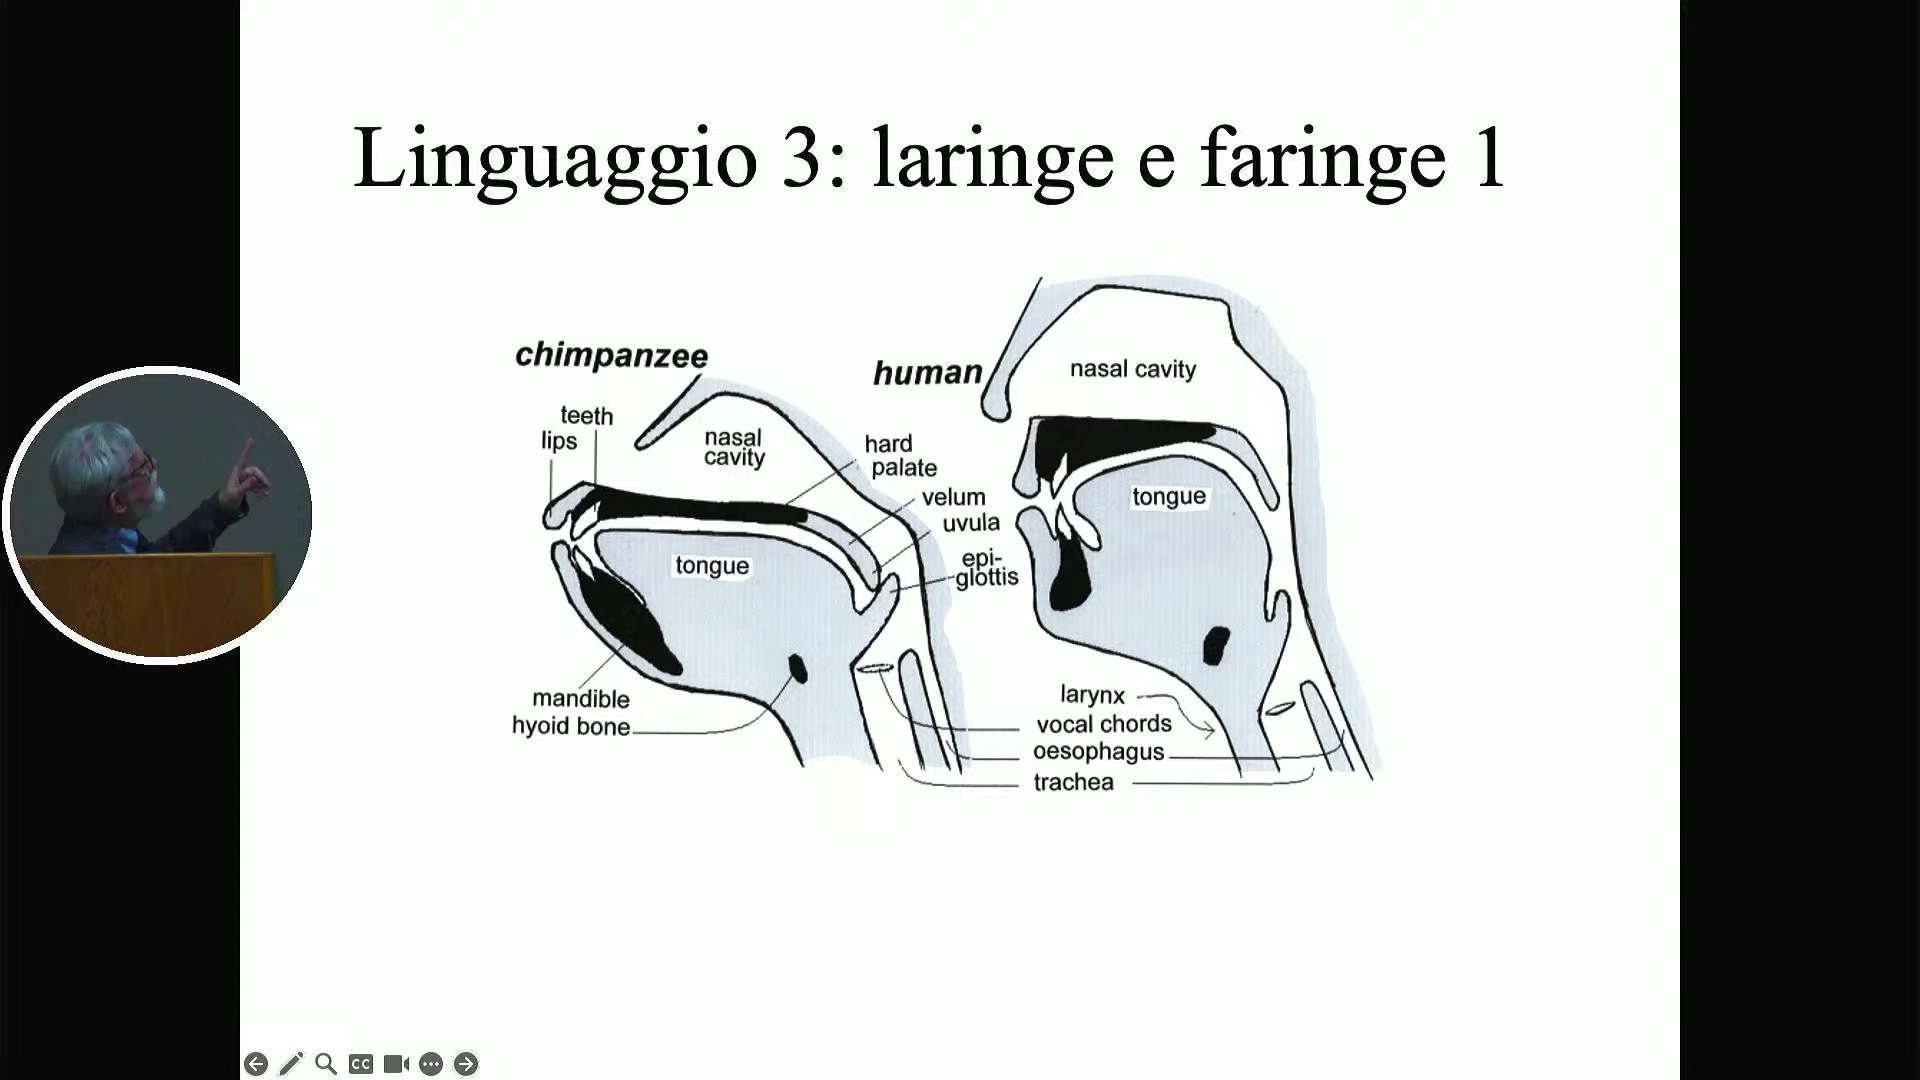 Linguaggio 3: laringe e faringe 1
chimpanzee
teeth
lips
nasal
cavity
hard
palate
velum
uvula
epi-
glottis
tongue
mandible
hyoid bone
human
nasal cavity
tongue
larynx
vocal chords
oesophagus
trachea
CC